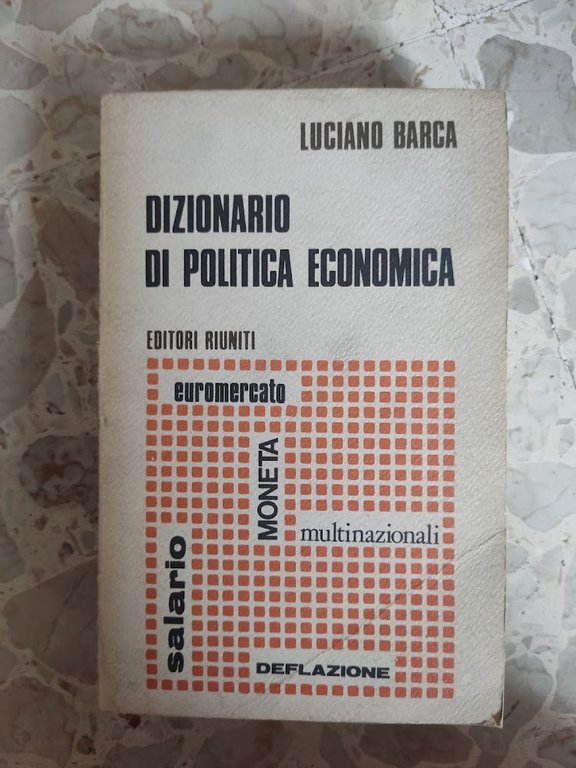 LUCIANO BARCA
DIZIONARIO
DI POLITICA ECONOMICA
EDITORI RIUNITI
euromercato
MONETA
multinazionali
salario
DEFLAZIONE